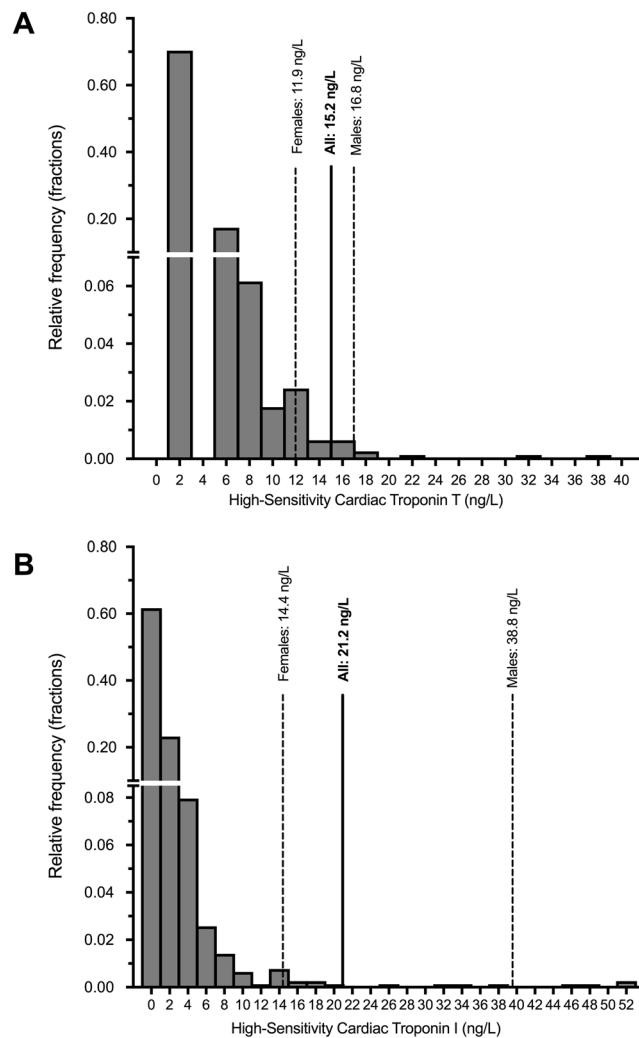 A
Relative frequency (fractions)
0.80
0.60
0.40
0.20
0.06
0.04
0.02
0.00
Females: 11.9 ng/L
All: 15.2 ng/L
Males: 16.8 ng/L
0 2 4 6 8 10 12 14 16 18 20 22 24 26 28 30 32 34 36 38 40
High-Sensitivity Cardiac Troponin T (ng/L)
B
Relative frequency (fractions)
0.80
0.60
0.40
0.20
0.08
0.06
0.04
0.02
0.00
Females: 14.4 ng/L
All: 21.2 ng/L
Males: 38.8 ng/L
0 2 4 6 8 10 12 14 16 18 20 22 24 26 28 30 32 34 36 38 40 42 44 46 48 50 52
High-Sensitivity Cardiac Troponin I (ng/L)